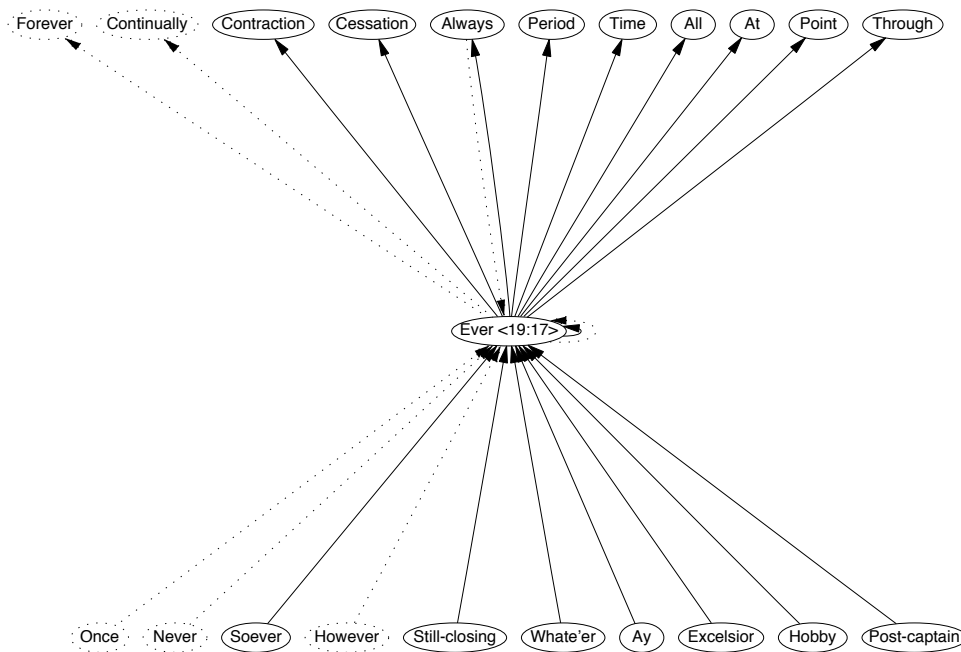 Forever Continually Contraction Cessation Always Period Time All At Point Through
Ever <19:17>
Once Never Soever However Still-closing Whate'er Ay Excelsior Hobby Post-captain